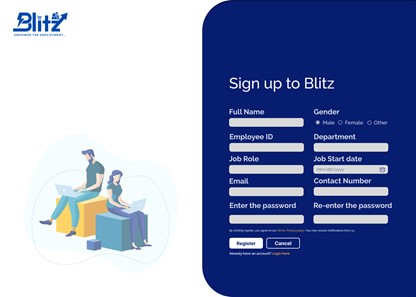 Blitz
EMPOWER THE EMPLOYMENT...
Sign up to Blitz
Full Name
Gender
Male Female Other
Employee ID
Department
Job Role
Job Start date
mm/dd/yyyy
Email
Contact Number
Enter the password
Re-enter the password
By clicking register, you agree to our Terms, Privacy policy. You may receive notifications from us.
Register
Cancel
Already have an account? Login here